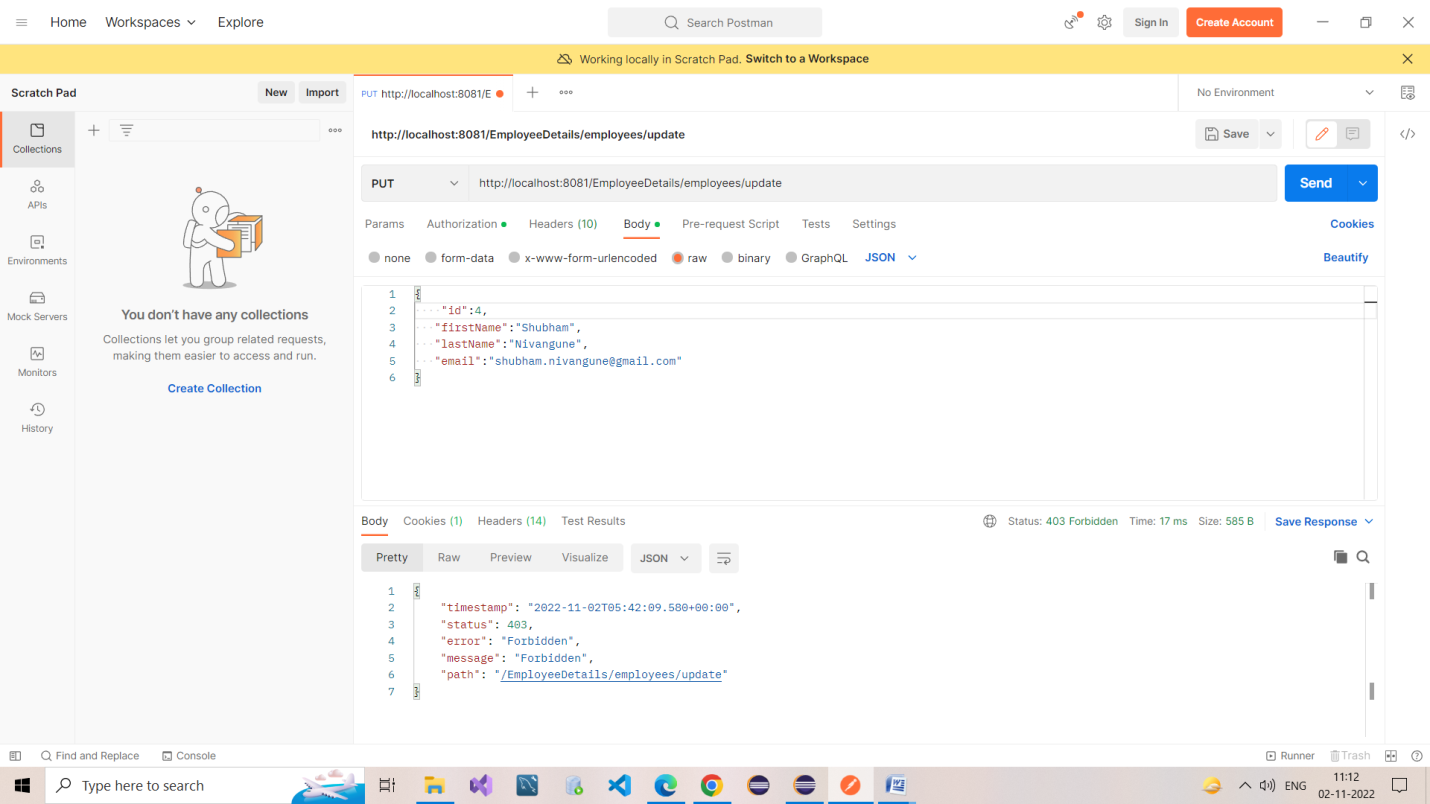 Home Workspaces Explore
Search Postman
Sign In Create Account
Working locally in Scratch Pad. Switch to a Workspace
Scratch Pad New Import
PUT http://localhost:8081/E
No Environment
Collections
APIs
Environments
Mock Servers
Monitors
History
You don't have any collections
Collections let you group related requests,
making them easier to access and run.
Create Collection
http://localhost:8081/EmployeeDetails/employees/update
Save
PUT http://localhost:8081/EmployeeDetails/employees/update
Send
Params Authorization Headers (10) Body Pre-request Script Tests Settings Cookies
none form-data x-www-form-urlencoded raw binary GraphQL JSON Beautify
1 {
2 "id":4,
3 "firstName":"Shubham",
4 "lastName":"Nivangune",
5 "email":"shubham.nivangune@gmail.com"
6 }
Body Cookies (1) Headers (14) Test Results Status: 403 Forbidden Time: 17 ms Size: 585 B Save Response
Pretty Raw Preview Visualize JSON
1 {
2 "timestamp": "2022-11-02T05:42:09.580+00:00",
3 "status": 403,
4 "error": "Forbidden",
5 "message": "Forbidden",
6 "path": "/EmployeeDetails/employees/update"
7 }
Find and Replace Console Runner Trash
Type here to search
ENG
11:12
02-11-2022